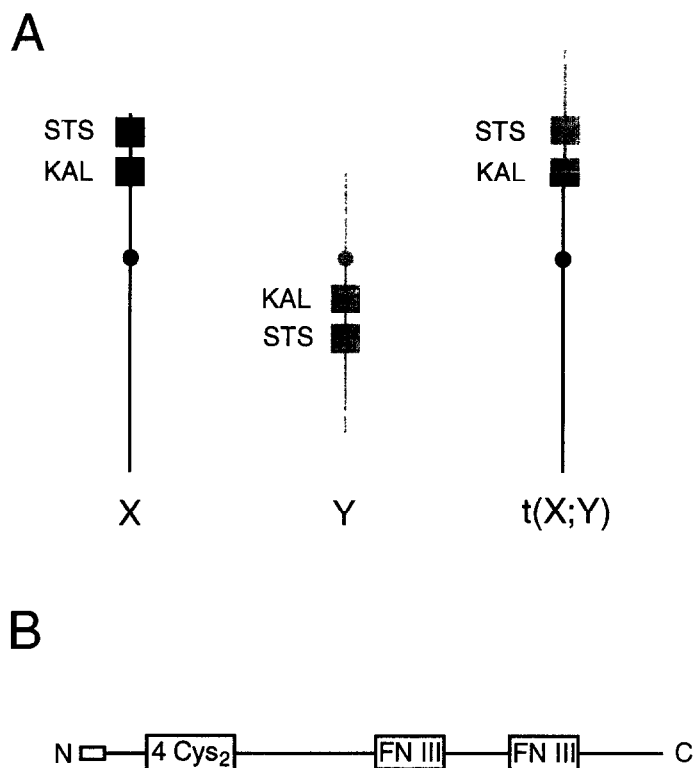 A
STS
KAL
KAL
STS
STS
KAL
X
Y
t(X;Y)
B
N
4 Cys2
FN III
FN III
C